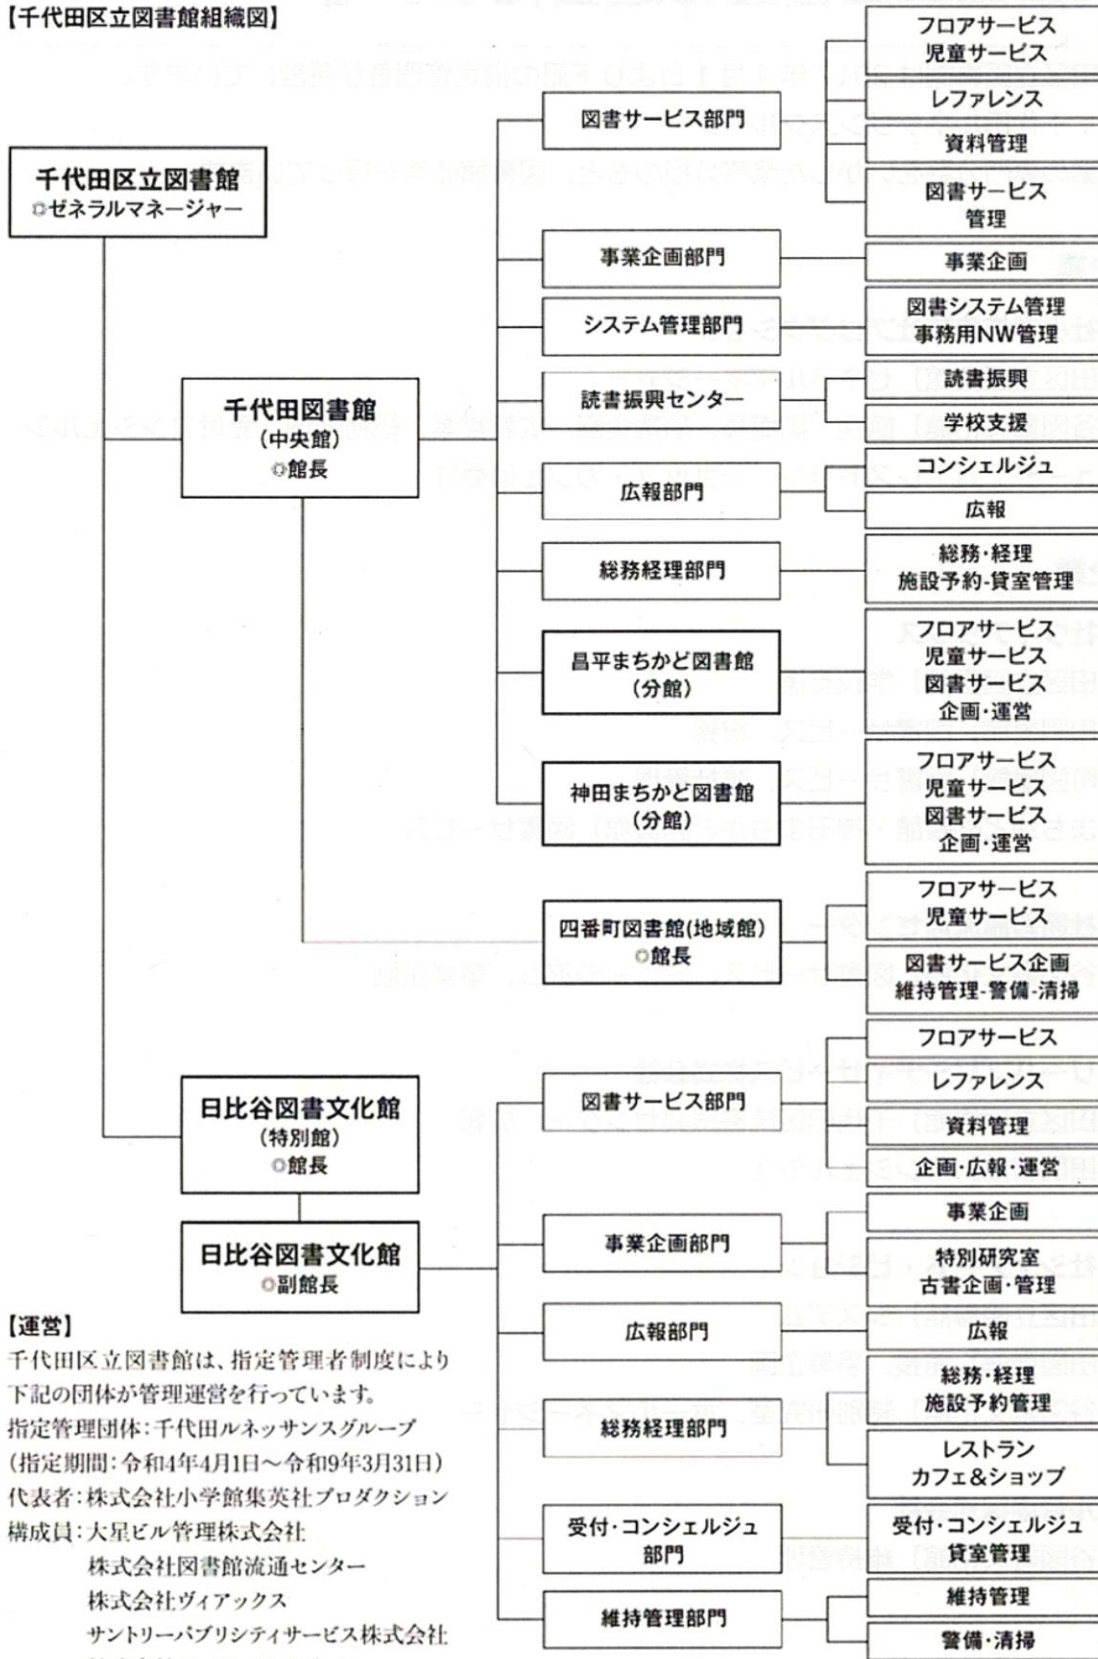 【千代田区立図書館組織図】
千代田区立図書館
◎ゼネラルマネージャー
千代田図書館
(中央館)
◎館長
図書サービス部門
フロアサービス
児童サービス
レファレンス
資料管理
図書サービス
管理
事業企画部門
事業企画
システム管理部門
図書システム管理
事務用NW管理
読書振興センター
読書振興
学校支援
広報部門
コンシェルジュ
広報
総務経理部門
総務・経理
施設予約-貸室管理
昌平まちかど図書館
(分館)
フロアサービス
児童サービス
図書サービス
企画・運営
神田まちかど図書館
(分館)
フロアサービス
児童サービス
図書サービス
企画・運営
四番町図書館(地域館)
◎館長
フロアサービス
児童サービス
図書サービス企画
維持管理-警備-清掃
日比谷図書文化館
(特別館)
◎館長
日比谷図書文化館
◎副館長
図書サービス部門
フロアサービス
レファレンス
資料管理
企画・広報・運営
事業企画部門
事業企画
特別研究室
古書企画・管理
広報部門
広報
総務経理部門
総務・経理
施設予約管理
レストラン
カフェ&ショップ
受付・コンシェルジュ
部門
受付・コンシェルジュ
貸室管理
維持管理部門
維持管理
警備・清掃
【運営】
千代田区立図書館は、指定管理者制度により
下記の団体が管理運営を行っています。
指定管理団体:千代田ルネッサンスグループ
(指定期間:令和4年4月1日～令和9年3月31日)
代表者:株式会社小学館集英社プロダクション
構成員:大星ビル管理株式会社
株式会社図書館流通センター
株式会社ヴィアックス
サントリーパブリシティサービス株式会社